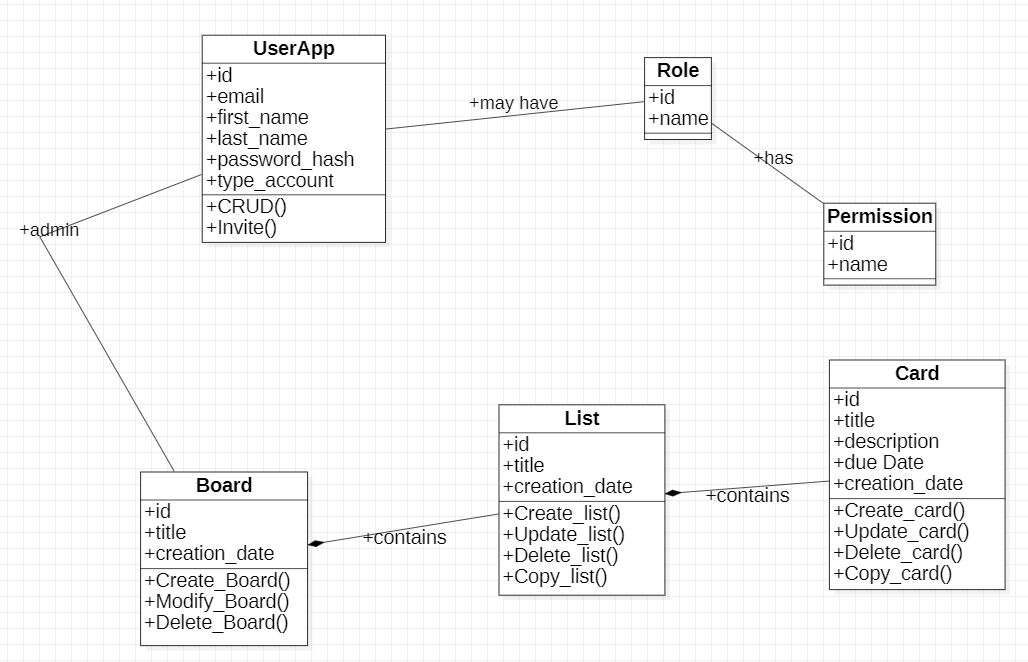 UserApp
+id
+email
+first_name
+last_name
+password_hash
+type_account
+CRUD()
+Invite()
+may have
Role
+id
+name
+has
Permission
+id
+name
+admin
Board
+id
+title
+creation_date
+Create_Board()
+Modify_Board()
+Delete_Board()
+contains
List
+id
+title
+creation_date
+Create_list()
+Update_list()
+Delete_list()
+Copy_list()
+contains
Card
+id
+title
+description
+due Date
+creation_date
+Create_card()
+Update_card()
+Delete_card()
+Copy_card()